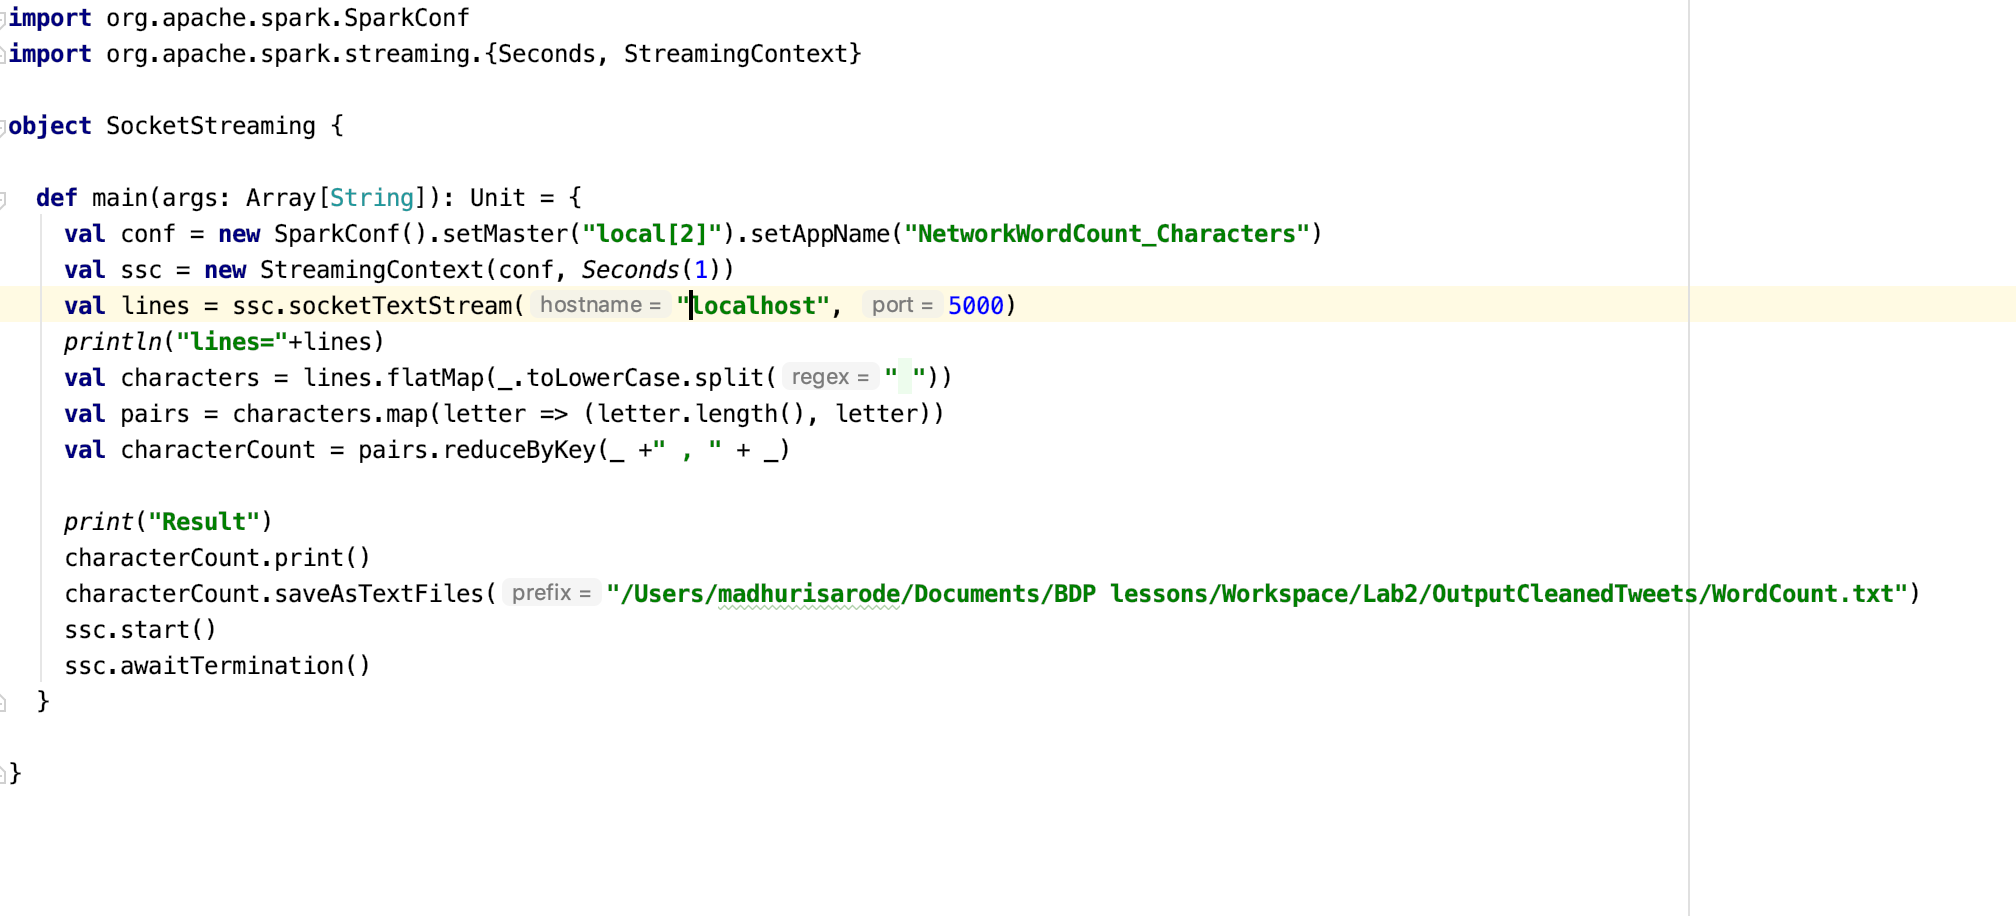 import org.apache.spark.SparkConf
import org.apache.spark.streaming.{Seconds, StreamingContext}
object SocketStreaming {
def main(args: Array[String]): Unit = {
val conf = new SparkConf().setMaster("local[2]").setAppName("NetworkWordCount_Characters")
val ssc = new StreamingContext(conf, Seconds(1))
val lines = ssc.socketTextStream( hostname = "localhost", port = 5000)
println("lines="+lines)
val characters = lines.flatMap(_.toLowerCase.split( regex = " "))
val pairs = characters.map(letter => (letter.length(), letter))
val characterCount = pairs.reduceByKey(_ +" , " + _)
print("Result")
characterCount.print()
characterCount.saveAsTextFiles( prefix = "/Users/madhurisarode/Documents/BDP lessons/Workspace/Lab2/OutputCleanedTweets/WordCount.txt")
ssc.start()
ssc.awaitTermination()
}
}